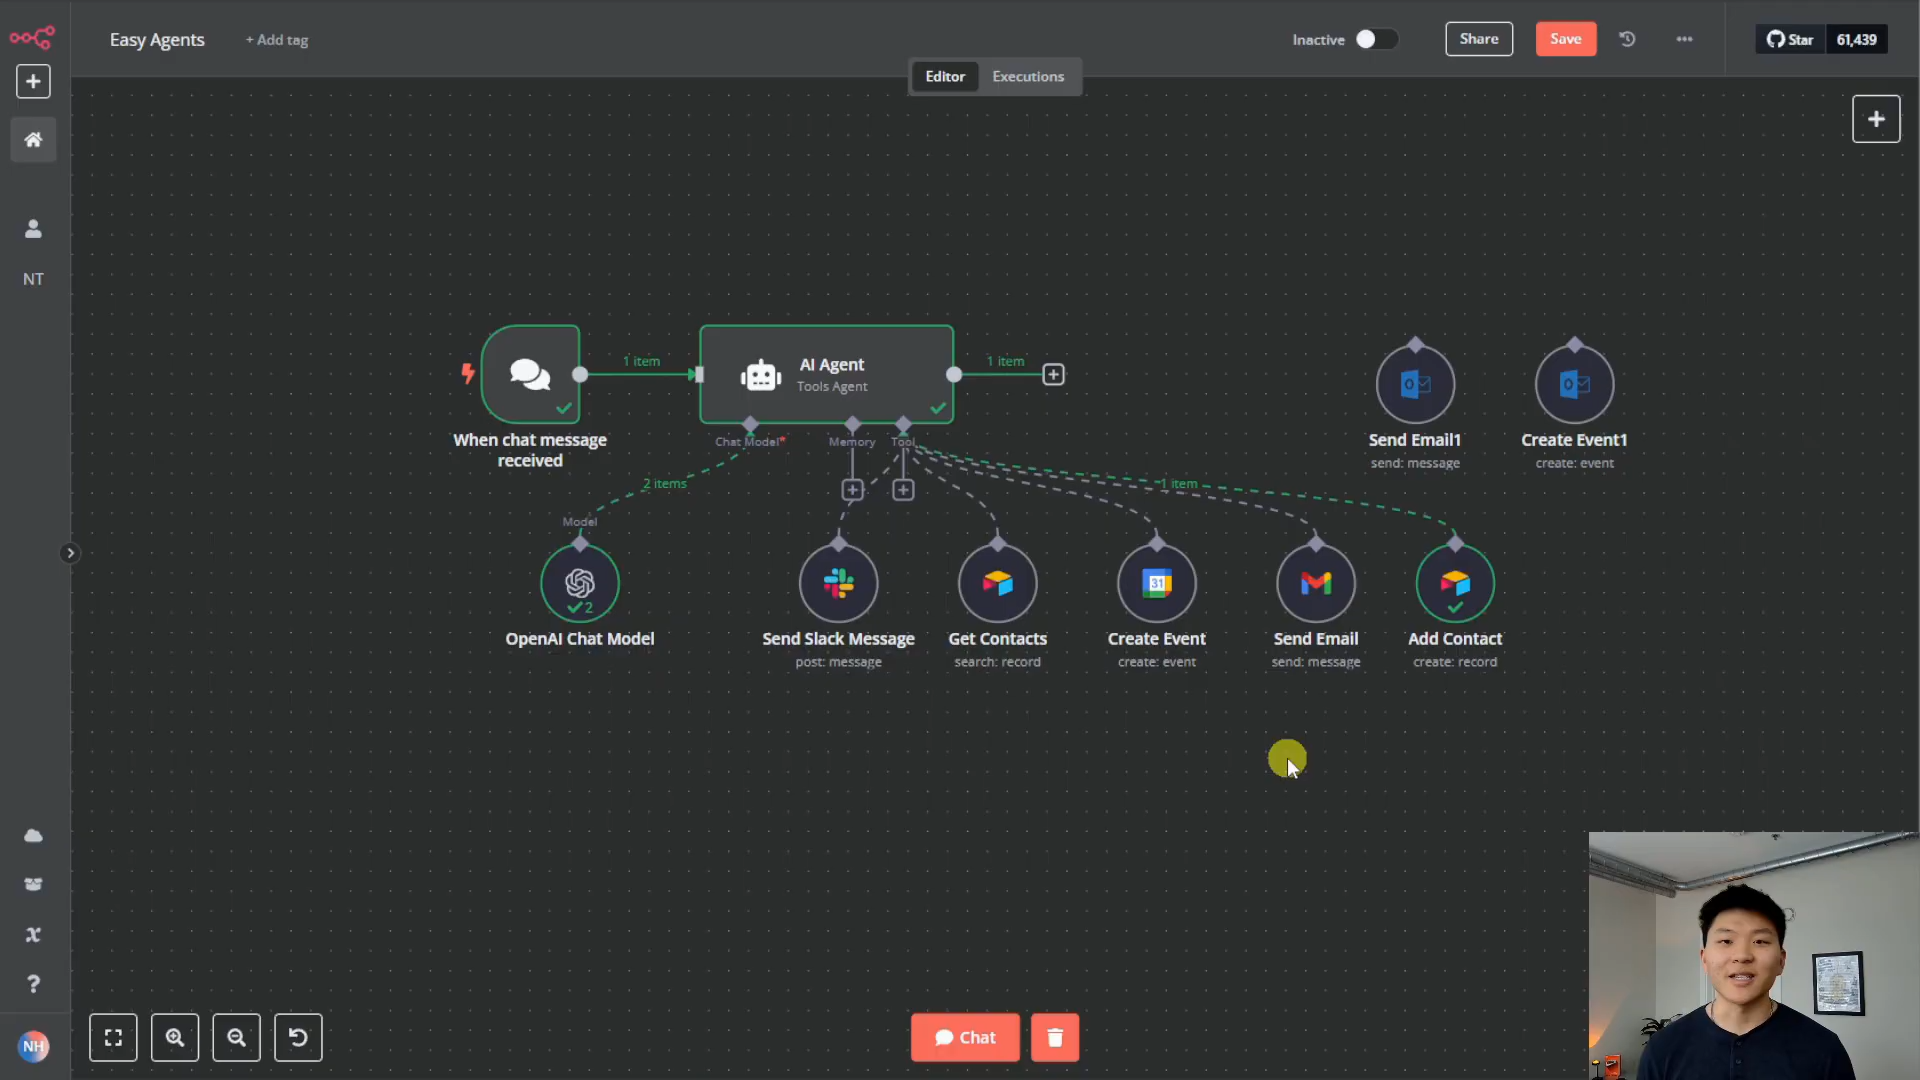 Easy Agents
+ Add tag
Inactive
Share
Save
Star
61,439
Editor
Executions
NT
1 item
AI Agent
Tools Agent
1 item
When chat message
received
Chat Model*
Memory
Tool
Send Email1
send: message
Create Event1
create: event
2 items
1 item
Model
31
2
OpenAI Chat Model
Send Slack Message
post: message
Get Contacts
search: record
Create Event
create: event
Send Email
send: message
Add Contact
create: record
NH
Chat